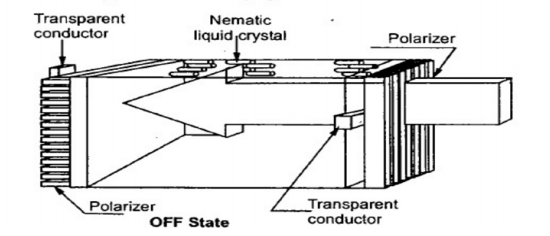 Transparent
conductor
Nematic
liquid crystal
Polarizer
Polarizer
OFF State
Transparent
conductor